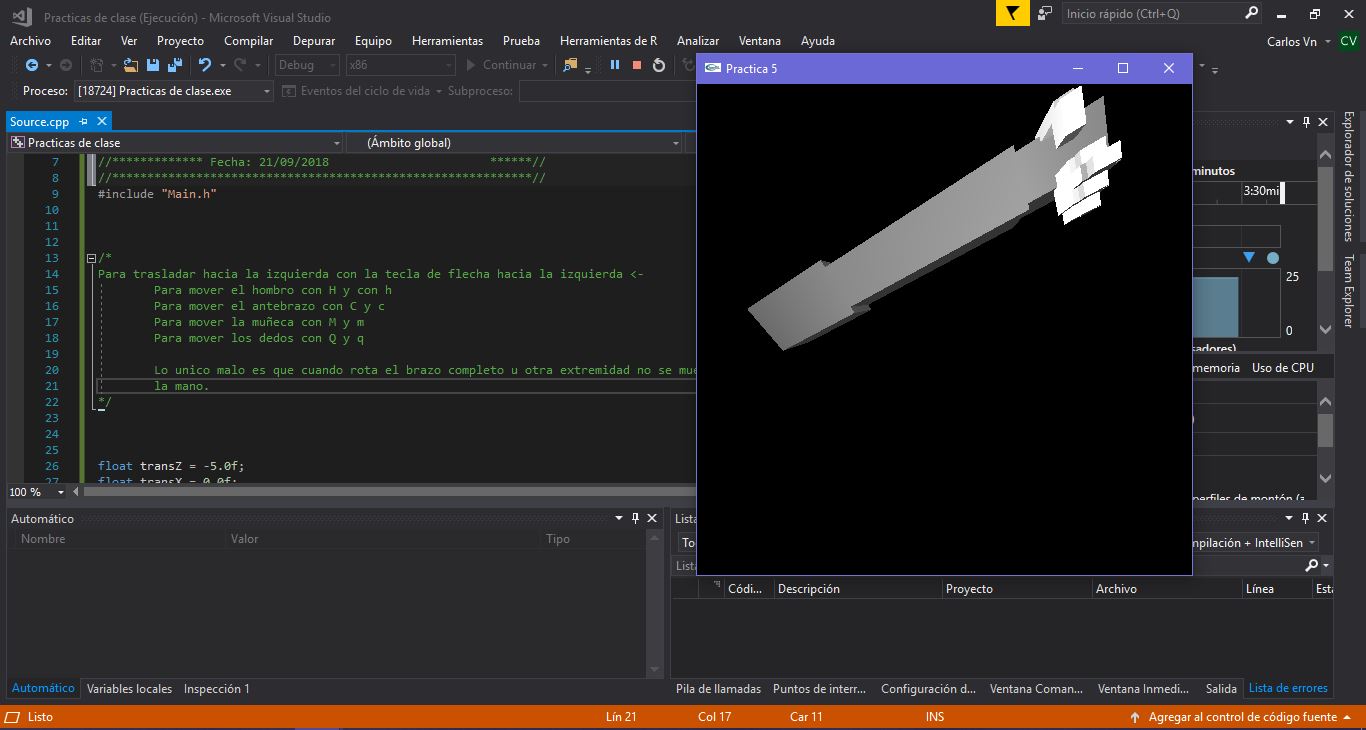 Practicas de clase (Ejecución) - Microsoft Visual Studio
Inicio rápido (Ctrl+Q)
Archivo Editar Ver Proyecto Compilar Depurar Equipo Herramientas Prueba Herramientas de R Analizar Ventana Ayuda
Carlos Vn CV
Debug x86 Continuar
Proceso: [18724] Practicas de clase.exe Eventos del ciclo de vida Subproceso:
Practica 5
Source.cpp
Practicas de clase (Ámbito global)
7 //************* Fecha: 21/09/2018 ******//
8 //************************************************************//
9 #include "Main.h"
10
11
12
13 /*
14 Para trasladar hacia la izquierda con la tecla de flecha hacia la izquierda <-
15 Para mover el hombro con H y con h
16 Para mover el antebrazo con C y c
17 Para mover la muñeca con M y m
18 Para mover los dedos con Q y q
19
20 Lo unico malo es que cuando rota el brazo completo u otra extremidad no se mue
21 la mano.
22 */
23
24
25
26 float transZ = -5.0f;
27 float transX = 0.0f;
100 %
minutos
3:30mi
25
0
sadores)
memoria Uso de CPU
perfiles de montón (a
Explorador de soluciones
Team Explorer
Automático
Nombre Valor Tipo
Automático Variables locales Inspección 1
Lista
To
mpilación + IntelliSen
Lista
Códi... Descripción Proyecto Archivo Línea Esta
Pila de llamadas Puntos de interr... Configuración d... Ventana Coman... Ventana Inmedi... Salida Lista de errores
Listo Lín 21 Col 17 Car 11 INS Agregar al control de código fuente